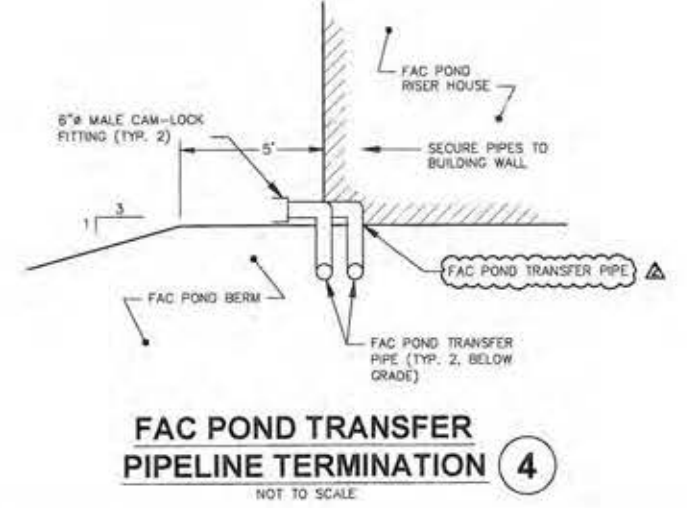 FAC POND
RISER HOUSE
6"ø MALE CAM-LOCK
FITTING (TYP. 2)
5'
SECURE PIPES TO
BUILDING WALL
3
1
FAC POND TRANSFER PIPE
FAC POND BERM
FAC POND TRANSFER
PIPE (TYP. 2, BELOW
GRADE)
FAC POND TRANSFER
PIPELINE TERMINATION
4
NOT TO SCALE